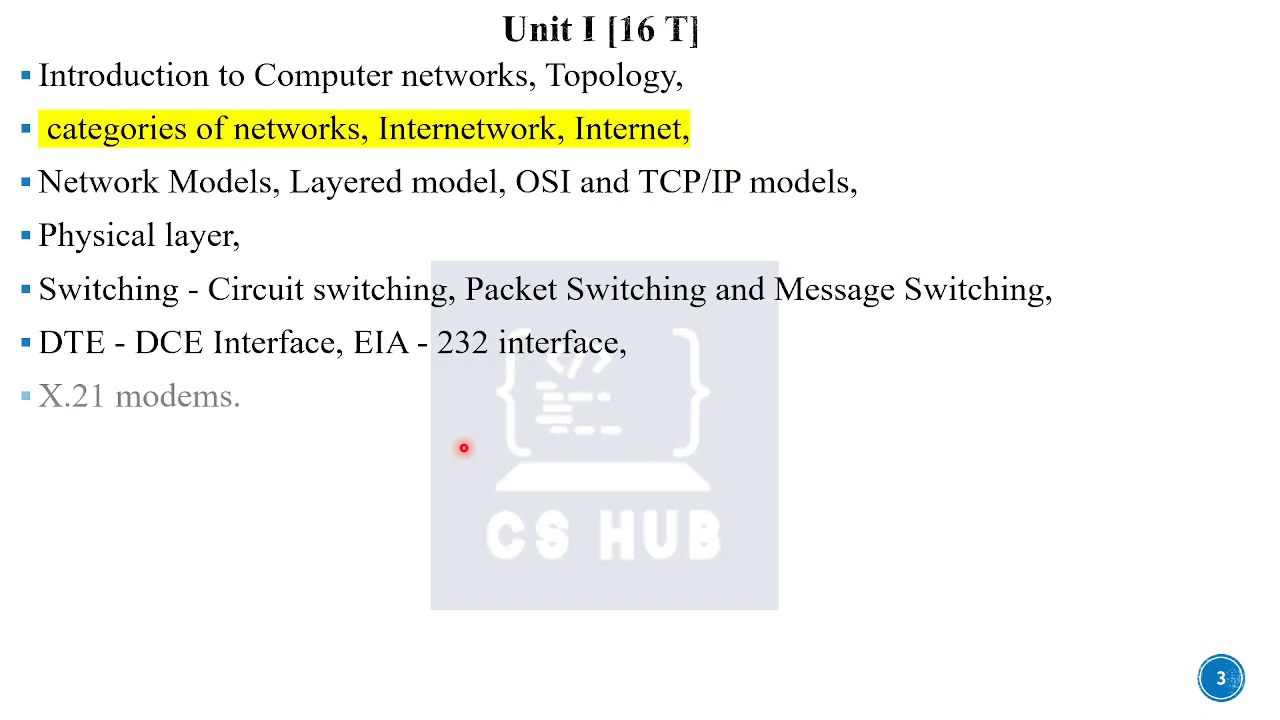 Unit I [16 T]
Introduction to Computer networks, Topology,
categories of networks, Internetwork, Internet,
Network Models, Layered model, OSI and TCP/IP models,
Physical layer,
Switching - Circuit switching, Packet Switching and Message Switching,
DTE - DCE Interface, EIA - 232 interface,
X.21 modems.
CS HUB
3